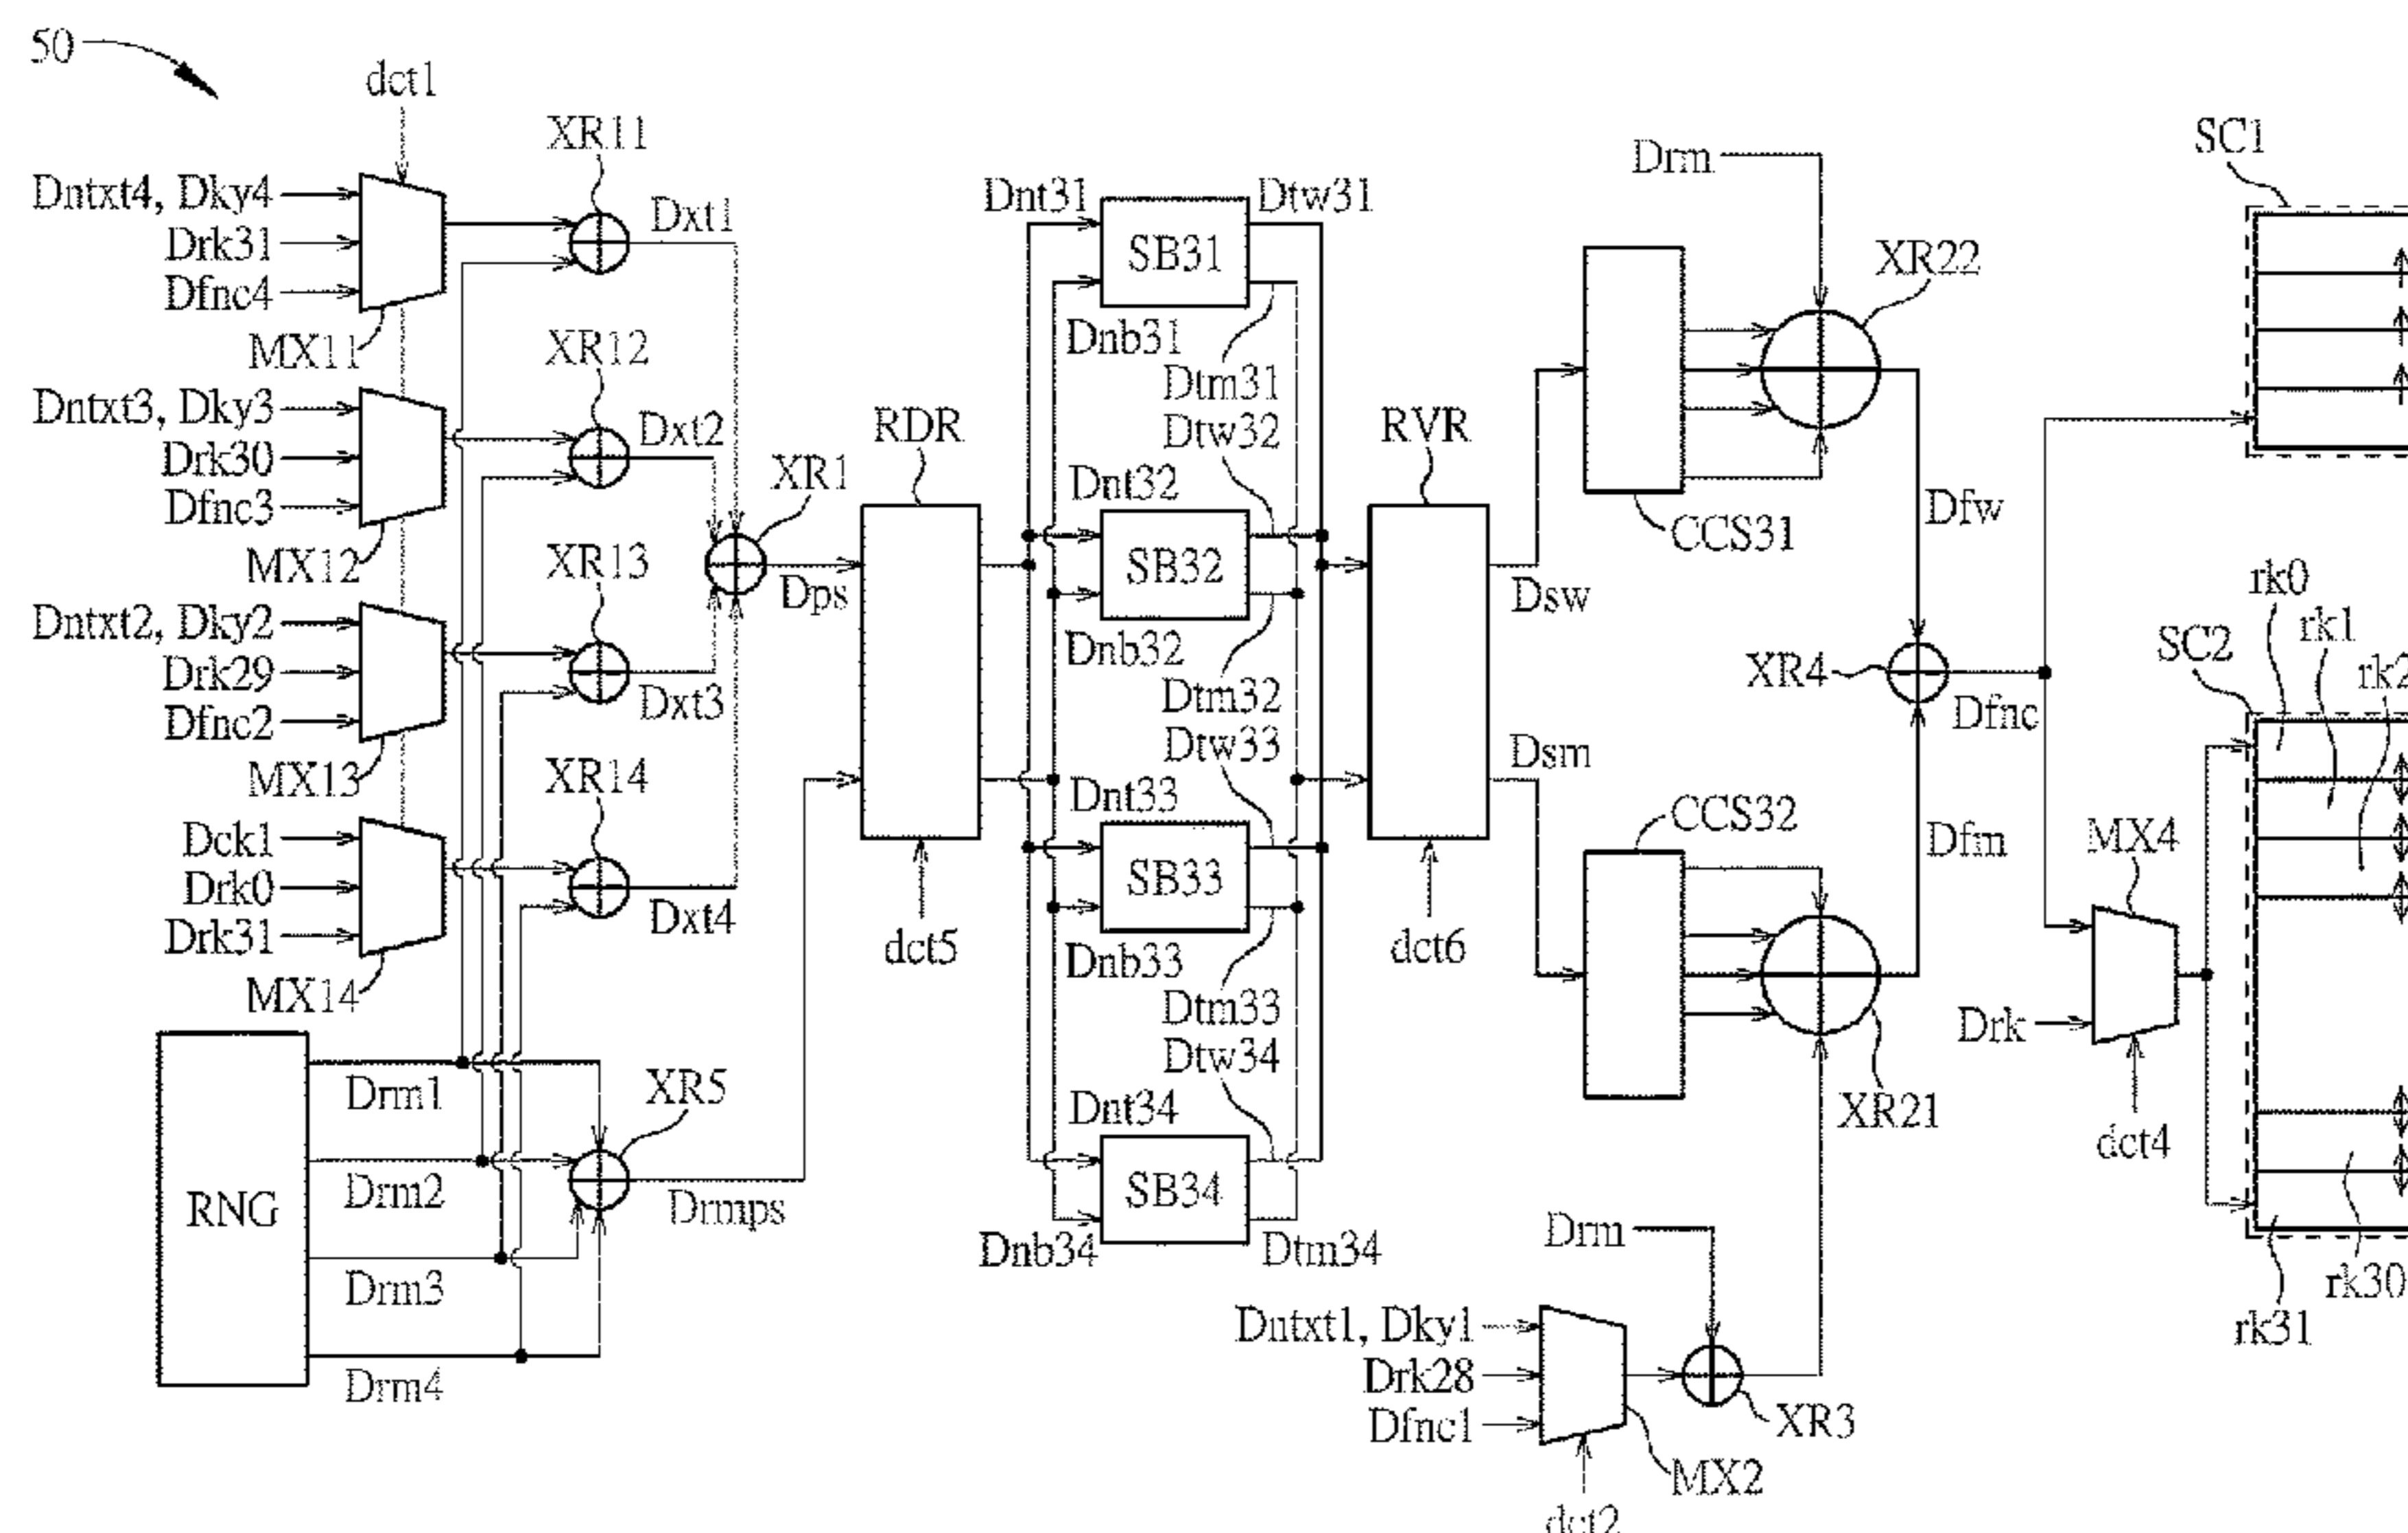 50
dct1
XR11
Dntxt4, Dky4
Drk31
Dfnc4
MX11
Dxt1
XR12
Dntxt3, Dky3
Drk30
Dfnc3
MX12
Dxt2
XR1
XR13
Dntxt2, Dky2
Drk29
Dfnc2
MX13
Dxt3
Dps
XR14
Dck1
Drk0
Drk31
MX14
Dxt4
RNG
Drm1
Drm2
Drm3
Drm4
XR5
Drmps
RDR
dct5
Dnt31
SB31
Dtw31
Dnb31
Dtm31
Dtw32
Dnt32
SB32
Dnb32
Dtm32
Dtw33
Dnt33
SB33
Dnb33
Dtm33
Dtw34
Dnt34
SB34
Dnb34
Dtm34
RVR
dct6
Dsw
Dsm
Drm
XR22
CCS31
Dfw
CCS32
Dfm
XR21
XR4
Dfnc
Drm
Dntxt1, Dky1
Drk28
Dfnc1
XR3
MX2
dct2
SC1
rk0
rk1
SC2
rk2
MX4
Drk
dct4
rk30
rk31